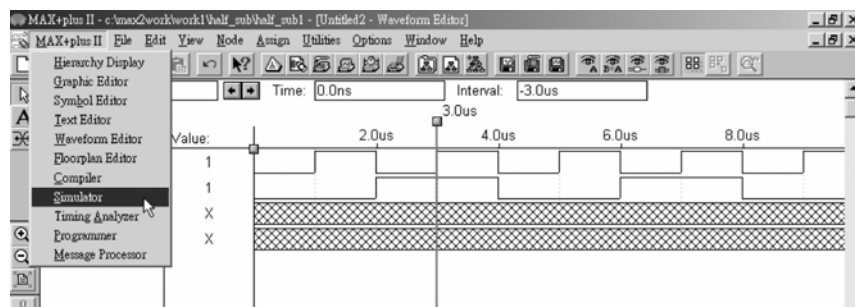 MAX+plus II - c:\max2work\work1\half_sub\half_sub1 - [Untitled2 - Waveform Editor]
MAX+plus II File Edit View Node Assign Utilities Options Window Help
Hierarchy Display
Graphic Editor
Symbol Editor
Text Editor
Waveform Editor
Floorplan Editor
Compiler
Simulator
Timing Analyzer
Programmer
Message Processor
Time: 0.0ns Interval: -3.0us
3.0us
Value: 2.0us 4.0us 6.0us 8.0us
1
1
X
X